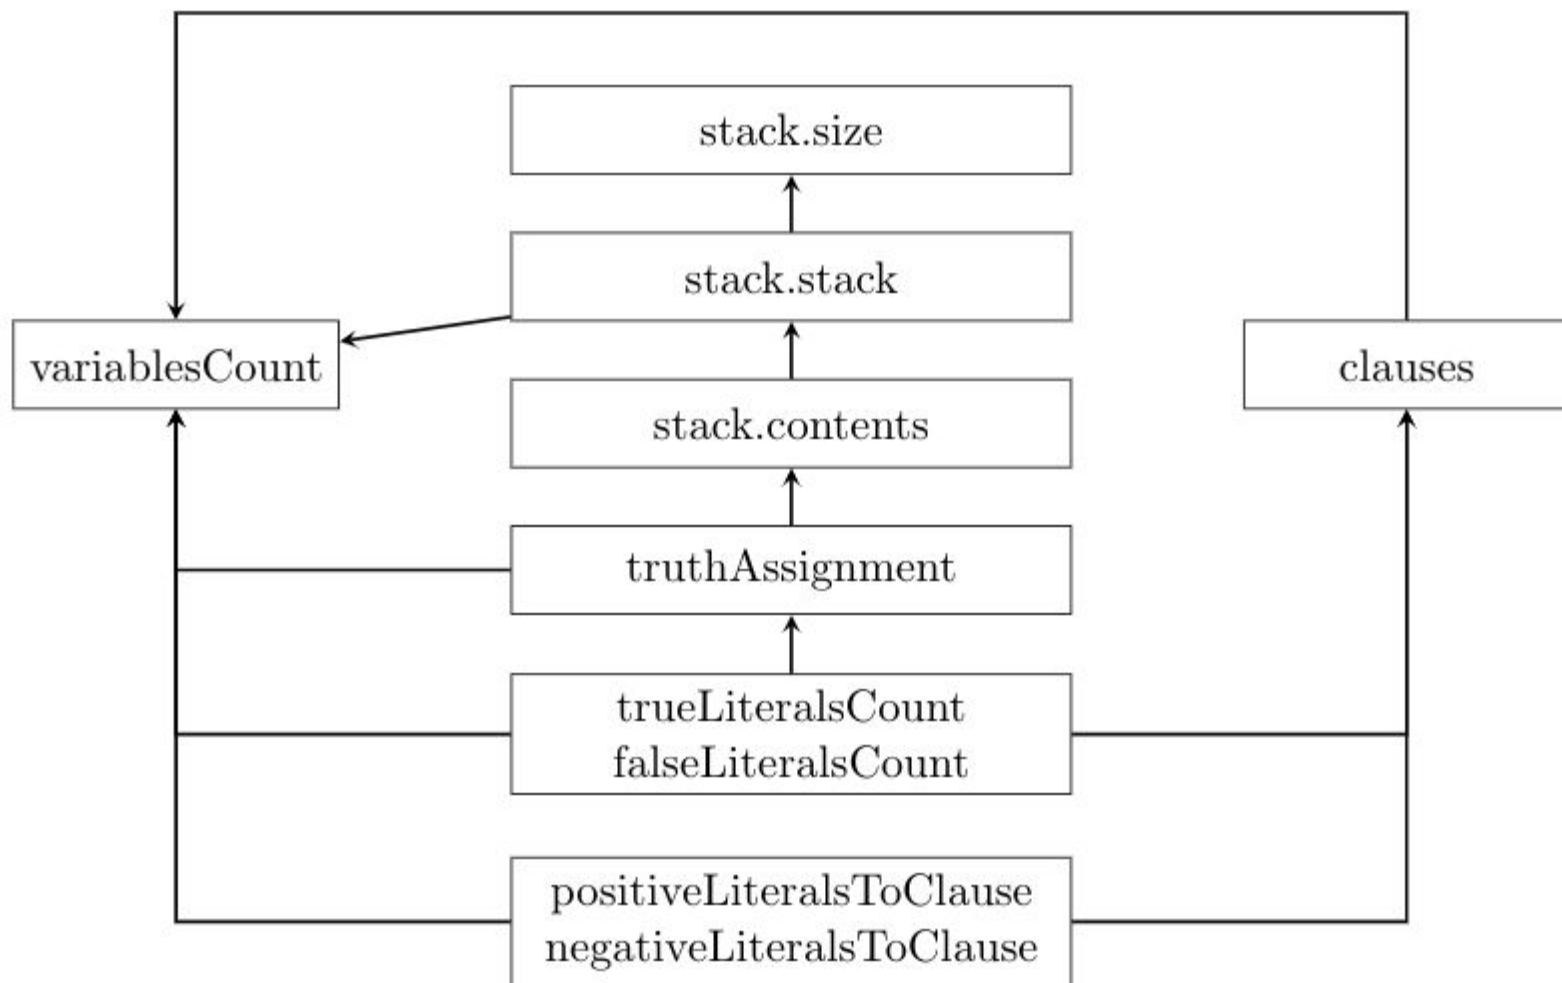 stack.size
stack.stack
variablesCount
clauses
stack.contents
truthAssignment
trueLiteralsCount
falseLiteralsCount
positiveLiteralsToClause
negativeLiteralsToClause